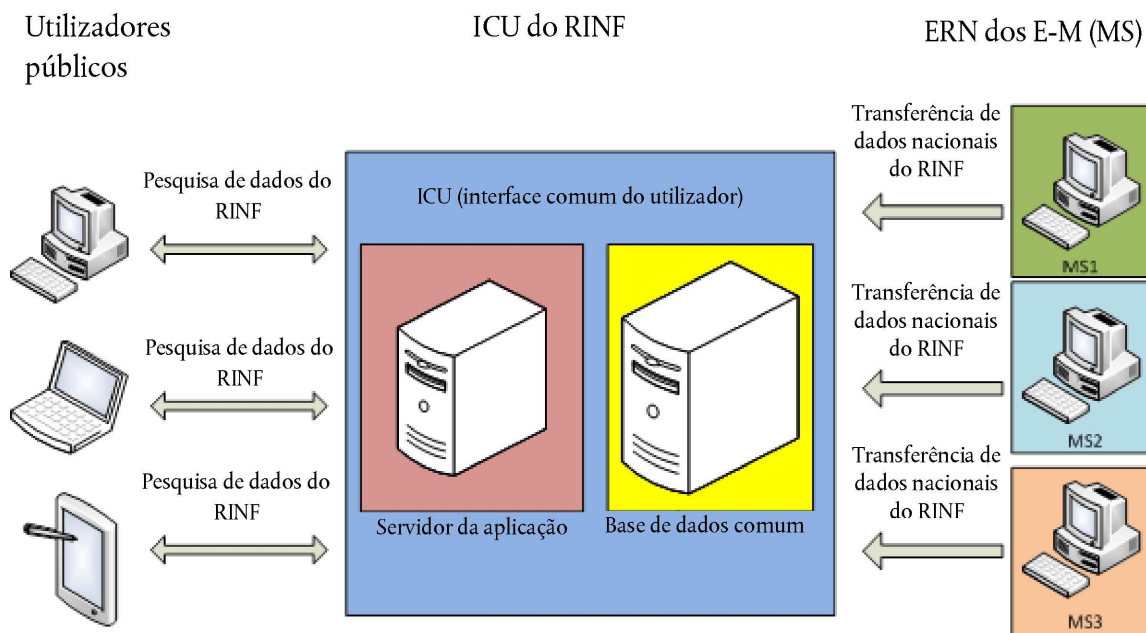 Utilizadores
públicos
ICU do RINF
ERN dos E-M (MS)
Pesquisa de dados do
RINF
Pesquisa de dados do
RINF
Pesquisa de dados do
RINF
ICU (interface comum do utilizador)
Servidor da aplicação
Base de dados comum
Transferência de
dados nacionais
do RINF
MS1
Transferência de
dados nacionais
do RINF
MS2
Transferência de
dados nacionais
do RINF
MS3